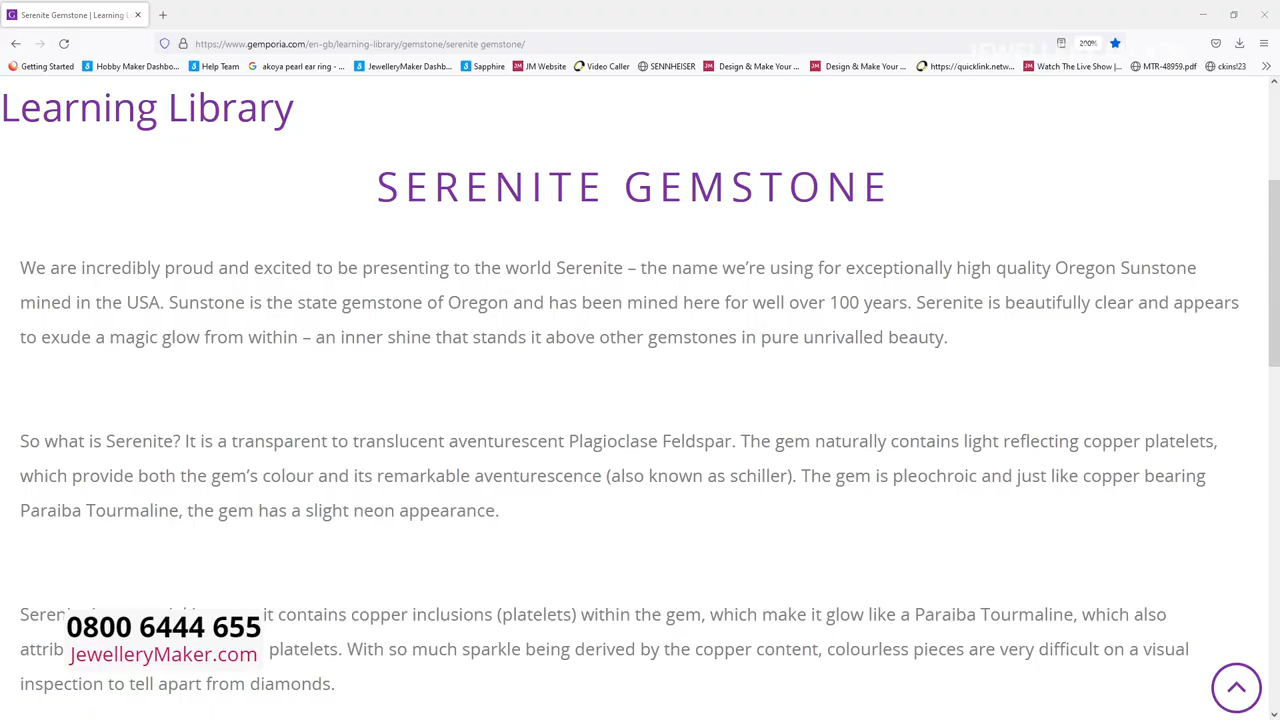 Serenite Gemstone | Learning L
https://www.gemporia.com/en-gb/learning-library/gemstone/serenite gemstone/
200%
Getting Started
Hobby Maker Dashbo...
Help Team
akoya pearl ear ring - ...
JewelleryMaker Dashb...
Sapphire
JM Website
Video Caller
SENNHEISER
Design & Make Your ...
Design & Make Your ...
https://quicklink.netw...
Watch The Live Show |...
MTR-48959.pdf
ckins!23
Learning Library
SERENITE GEMSTONE
We are incredibly proud and excited to be presenting to the world Serenite – the name we’re using for exceptionally high quality Oregon Sunstone
mined in the USA. Sunstone is the state gemstone of Oregon and has been mined here for well over 100 years. Serenite is beautifully clear and appears
to exude a magic glow from within – an inner shine that stands it above other gemstones in pure unrivalled beauty.
So what is Serenite? It is a transparent to translucent aventurescent Plagioclase Feldspar. The gem naturally contains light reflecting copper platelets,
which provide both the gem’s colour and its remarkable aventurescence (also known as schiller). The gem is pleochroic and just like copper bearing
Paraiba Tourmaline, the gem has a slight neon appearance.
it contains copper inclusions (platelets) within the gem, which make it glow like a Paraiba Tourmaline, which also
platelets. With so much sparkle being derived by the copper content, colourless pieces are very difficult on a visual
inspection to tell apart from diamonds.
0800 6444 655
JewelleryMaker.com